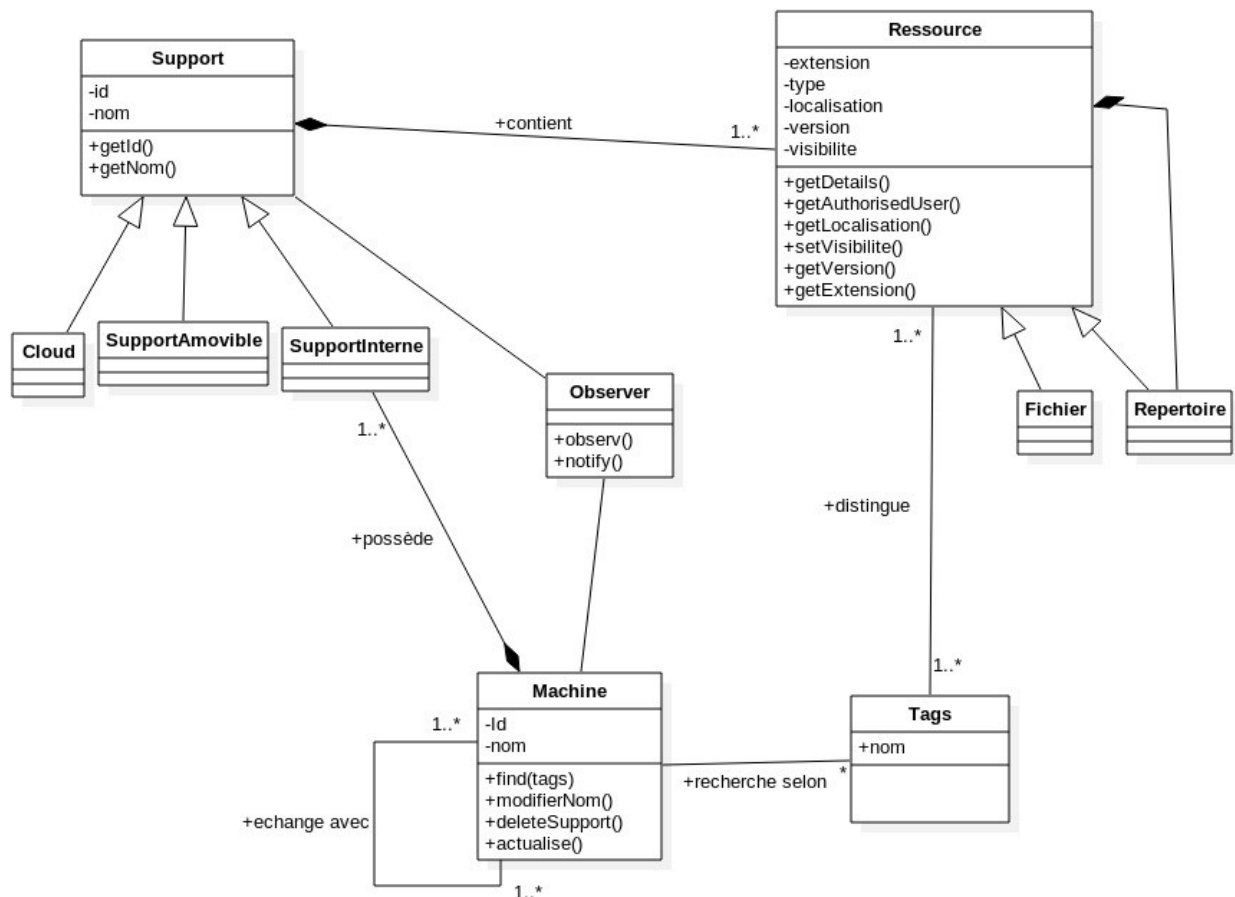 Support
-id
-nom
+getId()
+getNom()
+contient
1..*
Ressource
-extension
-type
-localisation
-version
-visibilite
+getDetails()
+getAuthorisedUser()
+getLocalisation()
+setVisibilite()
+getVersion()
+getExtension()
Cloud
SupportAmovible
SupportInterne
1..*
Observer
+observ()
+notify()
1..*
Fichier
Repertoire
+possède
+distingue
1..*
Machine
-Id
-nom
+find(tags)
+modifierNom()
+deleteSupport()
+actualise()
1..*
+echange avec
1..*
+recherche selon
*
Tags
+nom